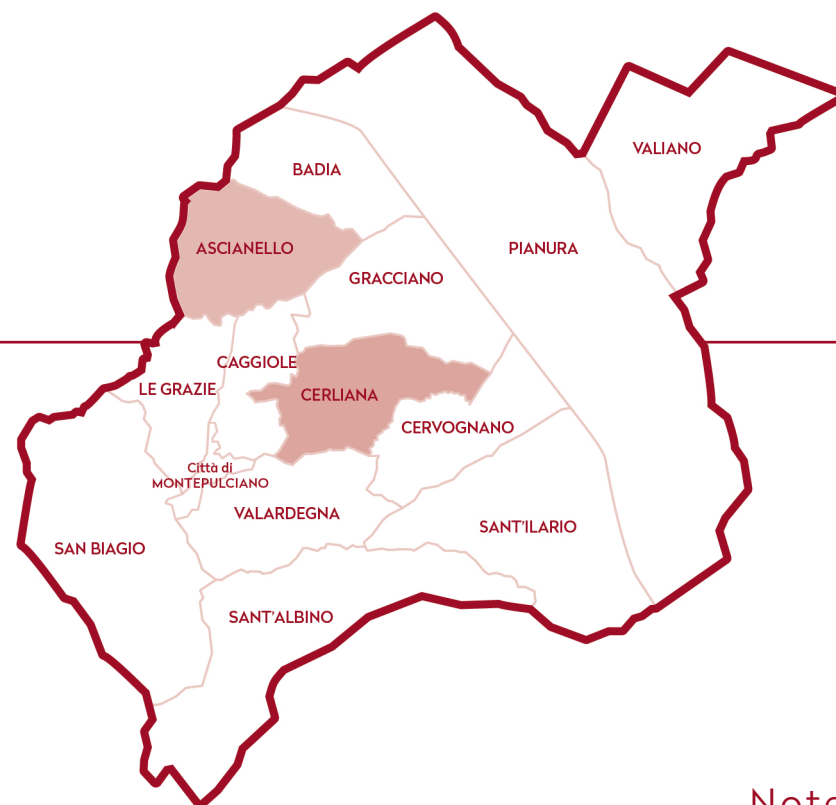 VALIANO
BADIA
ASCIANELLO
PIANURA
GRACCIANO
CAGGIOLE
LE GRAZIE
CERLIANA
CERVOGNANO
Città di
MONTEPULCIANO
VALARDEGNA
SANT'ILARIO
SAN BIAGIO
SANT'ALBINO